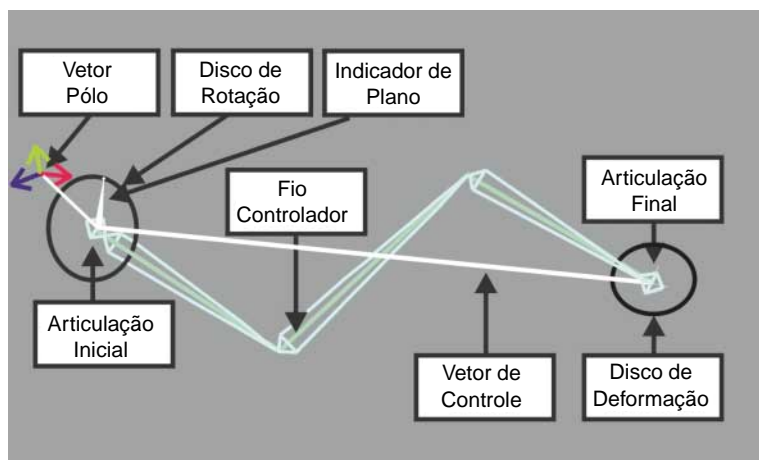 Vetor
Pólo
Disco de
Rotação
Indicador de
Plano
Fio
Controlador
Articulação
Final
Articulação
Inicial
Vetor de
Controle
Disco de
Deformação